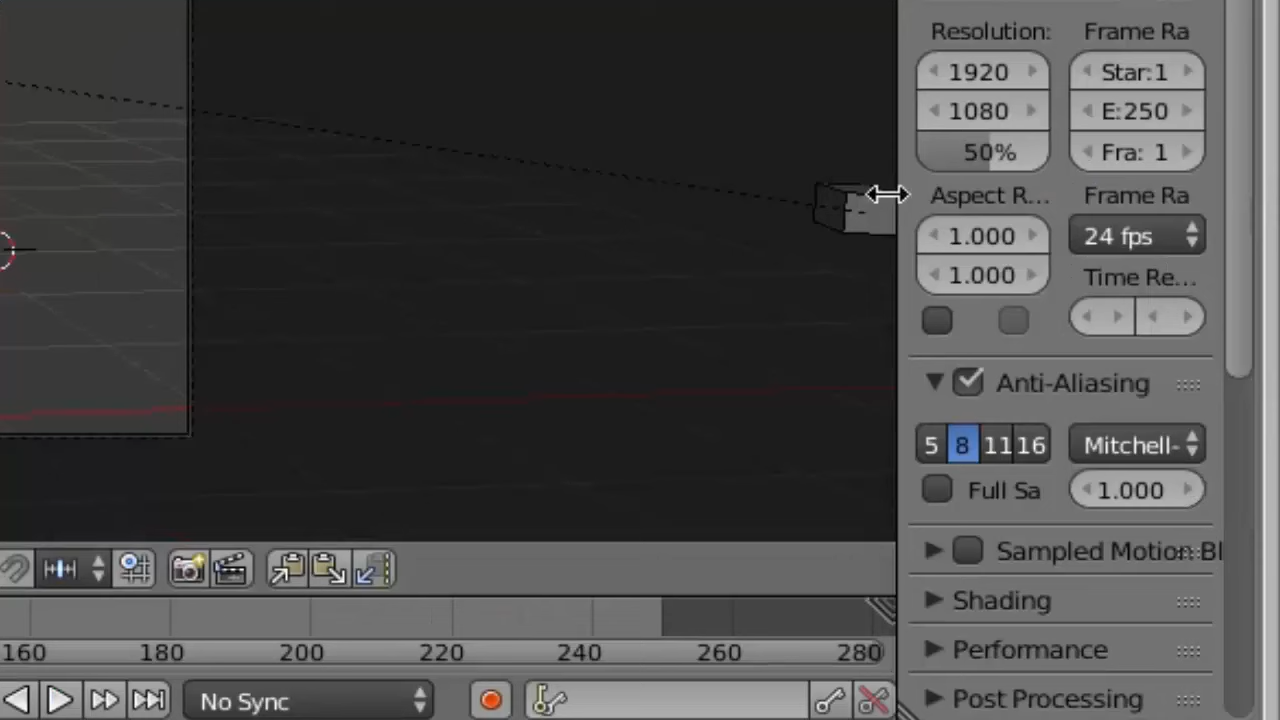 Resolution: Frame Ra
1920 Star:1
1080 E:250
50% Fra: 1
Aspect R... Frame Ra
1.000 24 fps
1.000 Time Re...
Anti-Aliasing
5 8 11 16 Mitchell-
Full Sa 1.000
Sampled Motion Bl
Shading
Performance
Post Processing
160 180 200 220 240 260 280
No Sync